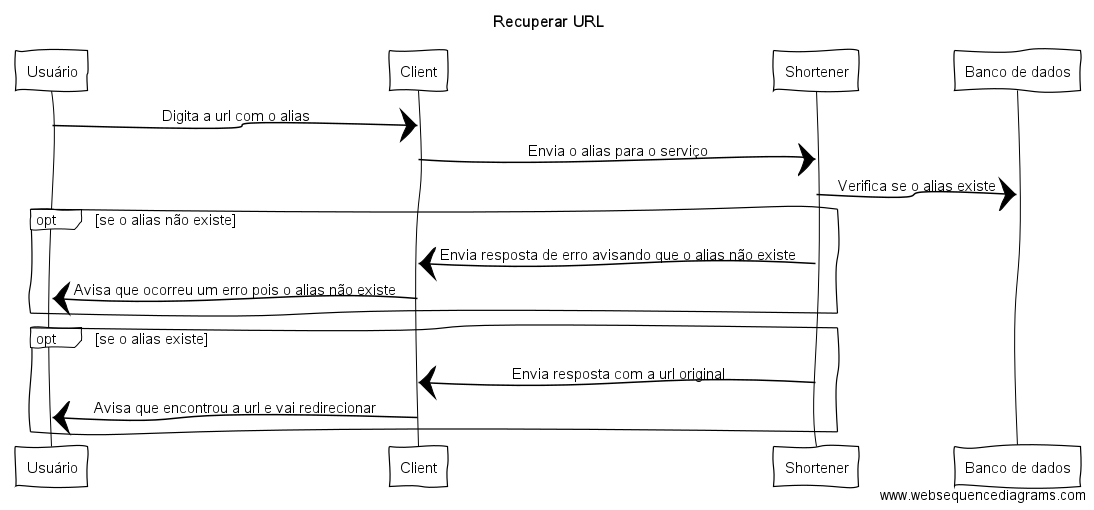 Recuperar URL
Usuário
Client
Shortener
Banco de dados
Digita a url com o alias
Envia o alias para o serviço
Verifica se o alias existe
opt
[se o alias não existe]
Envia resposta de erro avisando que o alias não existe
Avisa que ocorreu um erro pois o alias não existe
opt
[se o alias existe]
Envia resposta com a url original
Avisa que encontrou a url e vai redirecionar
Usuário
Client
Shortener
Banco de dados
www.websequencediagrams.com